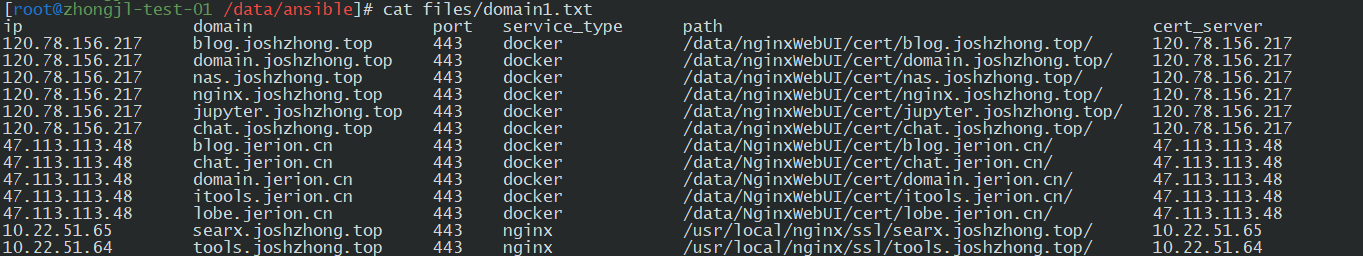 [root@zhongjl-test-01 /data/ansible]# cat files/domain1.txt
ip domain port service_type path cert_server
120.78.156.217 blog.joshzhong.top 443 docker /data/nginxWebUI/cert/blog.joshzhong.top/ 120.78.156.217
120.78.156.217 domain.joshzhong.top 443 docker /data/nginxWebUI/cert/domain.joshzhong.top/ 120.78.156.217
120.78.156.217 nas.joshzhong.top 443 docker /data/nginxWebUI/cert/nas.joshzhong.top/ 120.78.156.217
120.78.156.217 nginx.joshzhong.top 443 docker /data/nginxWebUI/cert/nginx.joshzhong.top/ 120.78.156.217
120.78.156.217 jupyter.joshzhong.top 443 docker /data/nginxWebUI/cert/jupyter.joshzhong.top/ 120.78.156.217
120.78.156.217 chat.joshzhong.top 443 docker /data/nginxWebUI/cert/chat.joshzhong.top/ 120.78.156.217
47.113.113.48 blog.jerion.cn 443 docker /data/NginxWebUI/cert/blog.jerion.cn/ 47.113.113.48
47.113.113.48 chat.jerion.cn 443 docker /data/NginxWebUI/cert/chat.jerion.cn/ 47.113.113.48
47.113.113.48 domain.jerion.cn 443 docker /data/NginxWebUI/cert/domain.jerion.cn/ 47.113.113.48
47.113.113.48 itools.jerion.cn 443 docker /data/NginxWebUI/cert/itools.jerion.cn/ 47.113.113.48
47.113.113.48 lobe.jerion.cn 443 docker /data/NginxWebUI/cert/lobe.jerion.cn/ 47.113.113.48
10.22.51.65 searx.joshzhong.top 443 nginx /usr/local/nginx/ssl/searx.joshzhong.top/ 10.22.51.65
10.22.51.64 tools.joshzhong.top 443 nginx /usr/local/nginx/ssl/tools.joshzhong.top/ 10.22.51.64